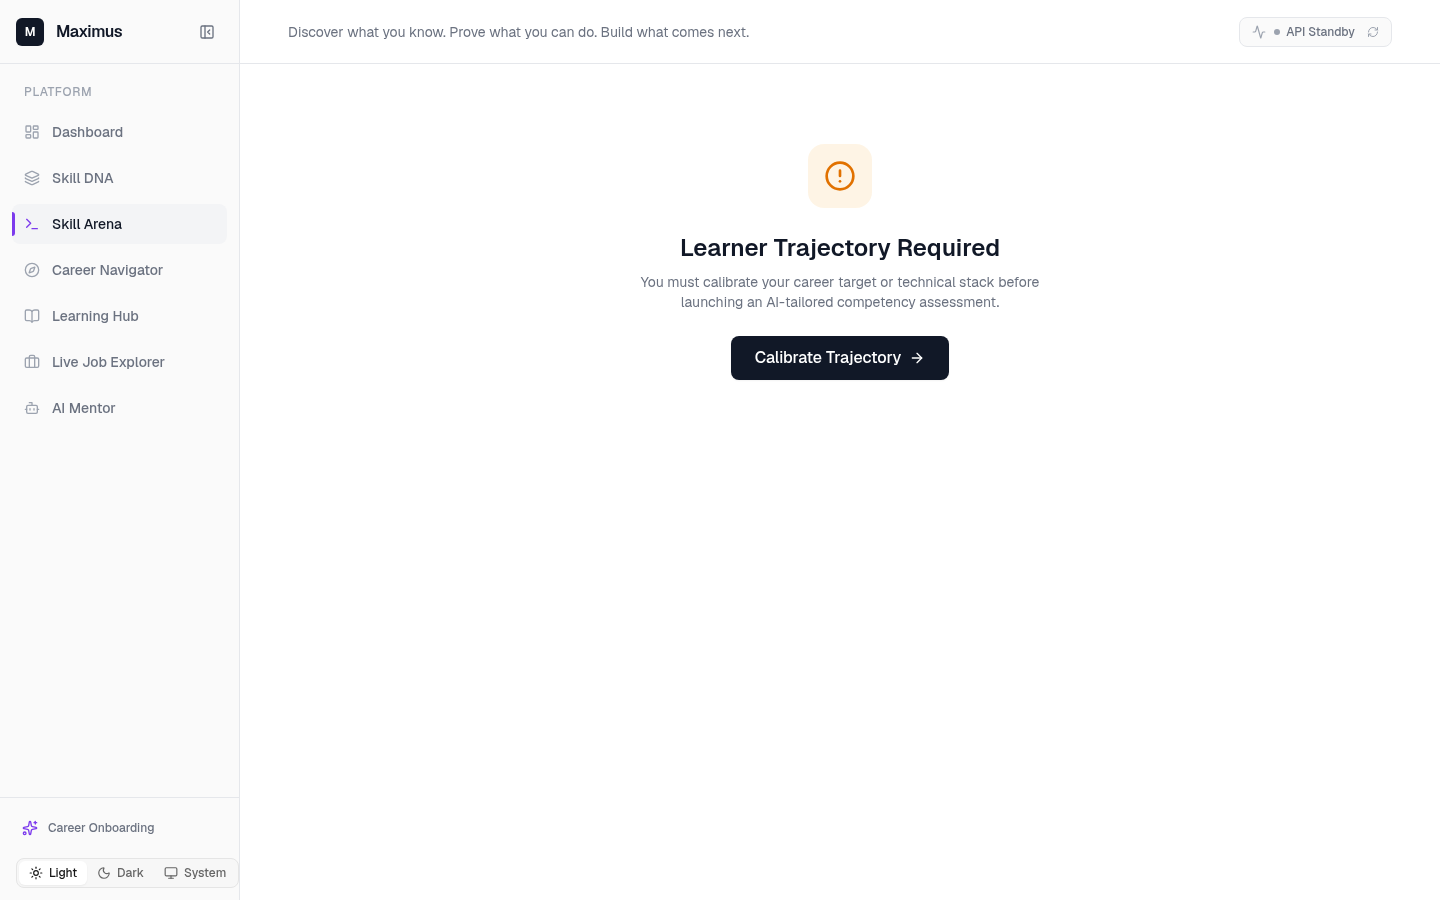 M
Maximus
Discover what you know. Prove what you can do. Build what comes next.
API Standby
PLATFORM
Dashboard
Skill DNA
Skill Arena
Career Navigator
Learning Hub
Live Job Explorer
AI Mentor
Learner Trajectory Required
You must calibrate your career target or technical stack before
launching an AI-tailored competency assessment.
Calibrate Trajectory
Career Onboarding
Light Dark System